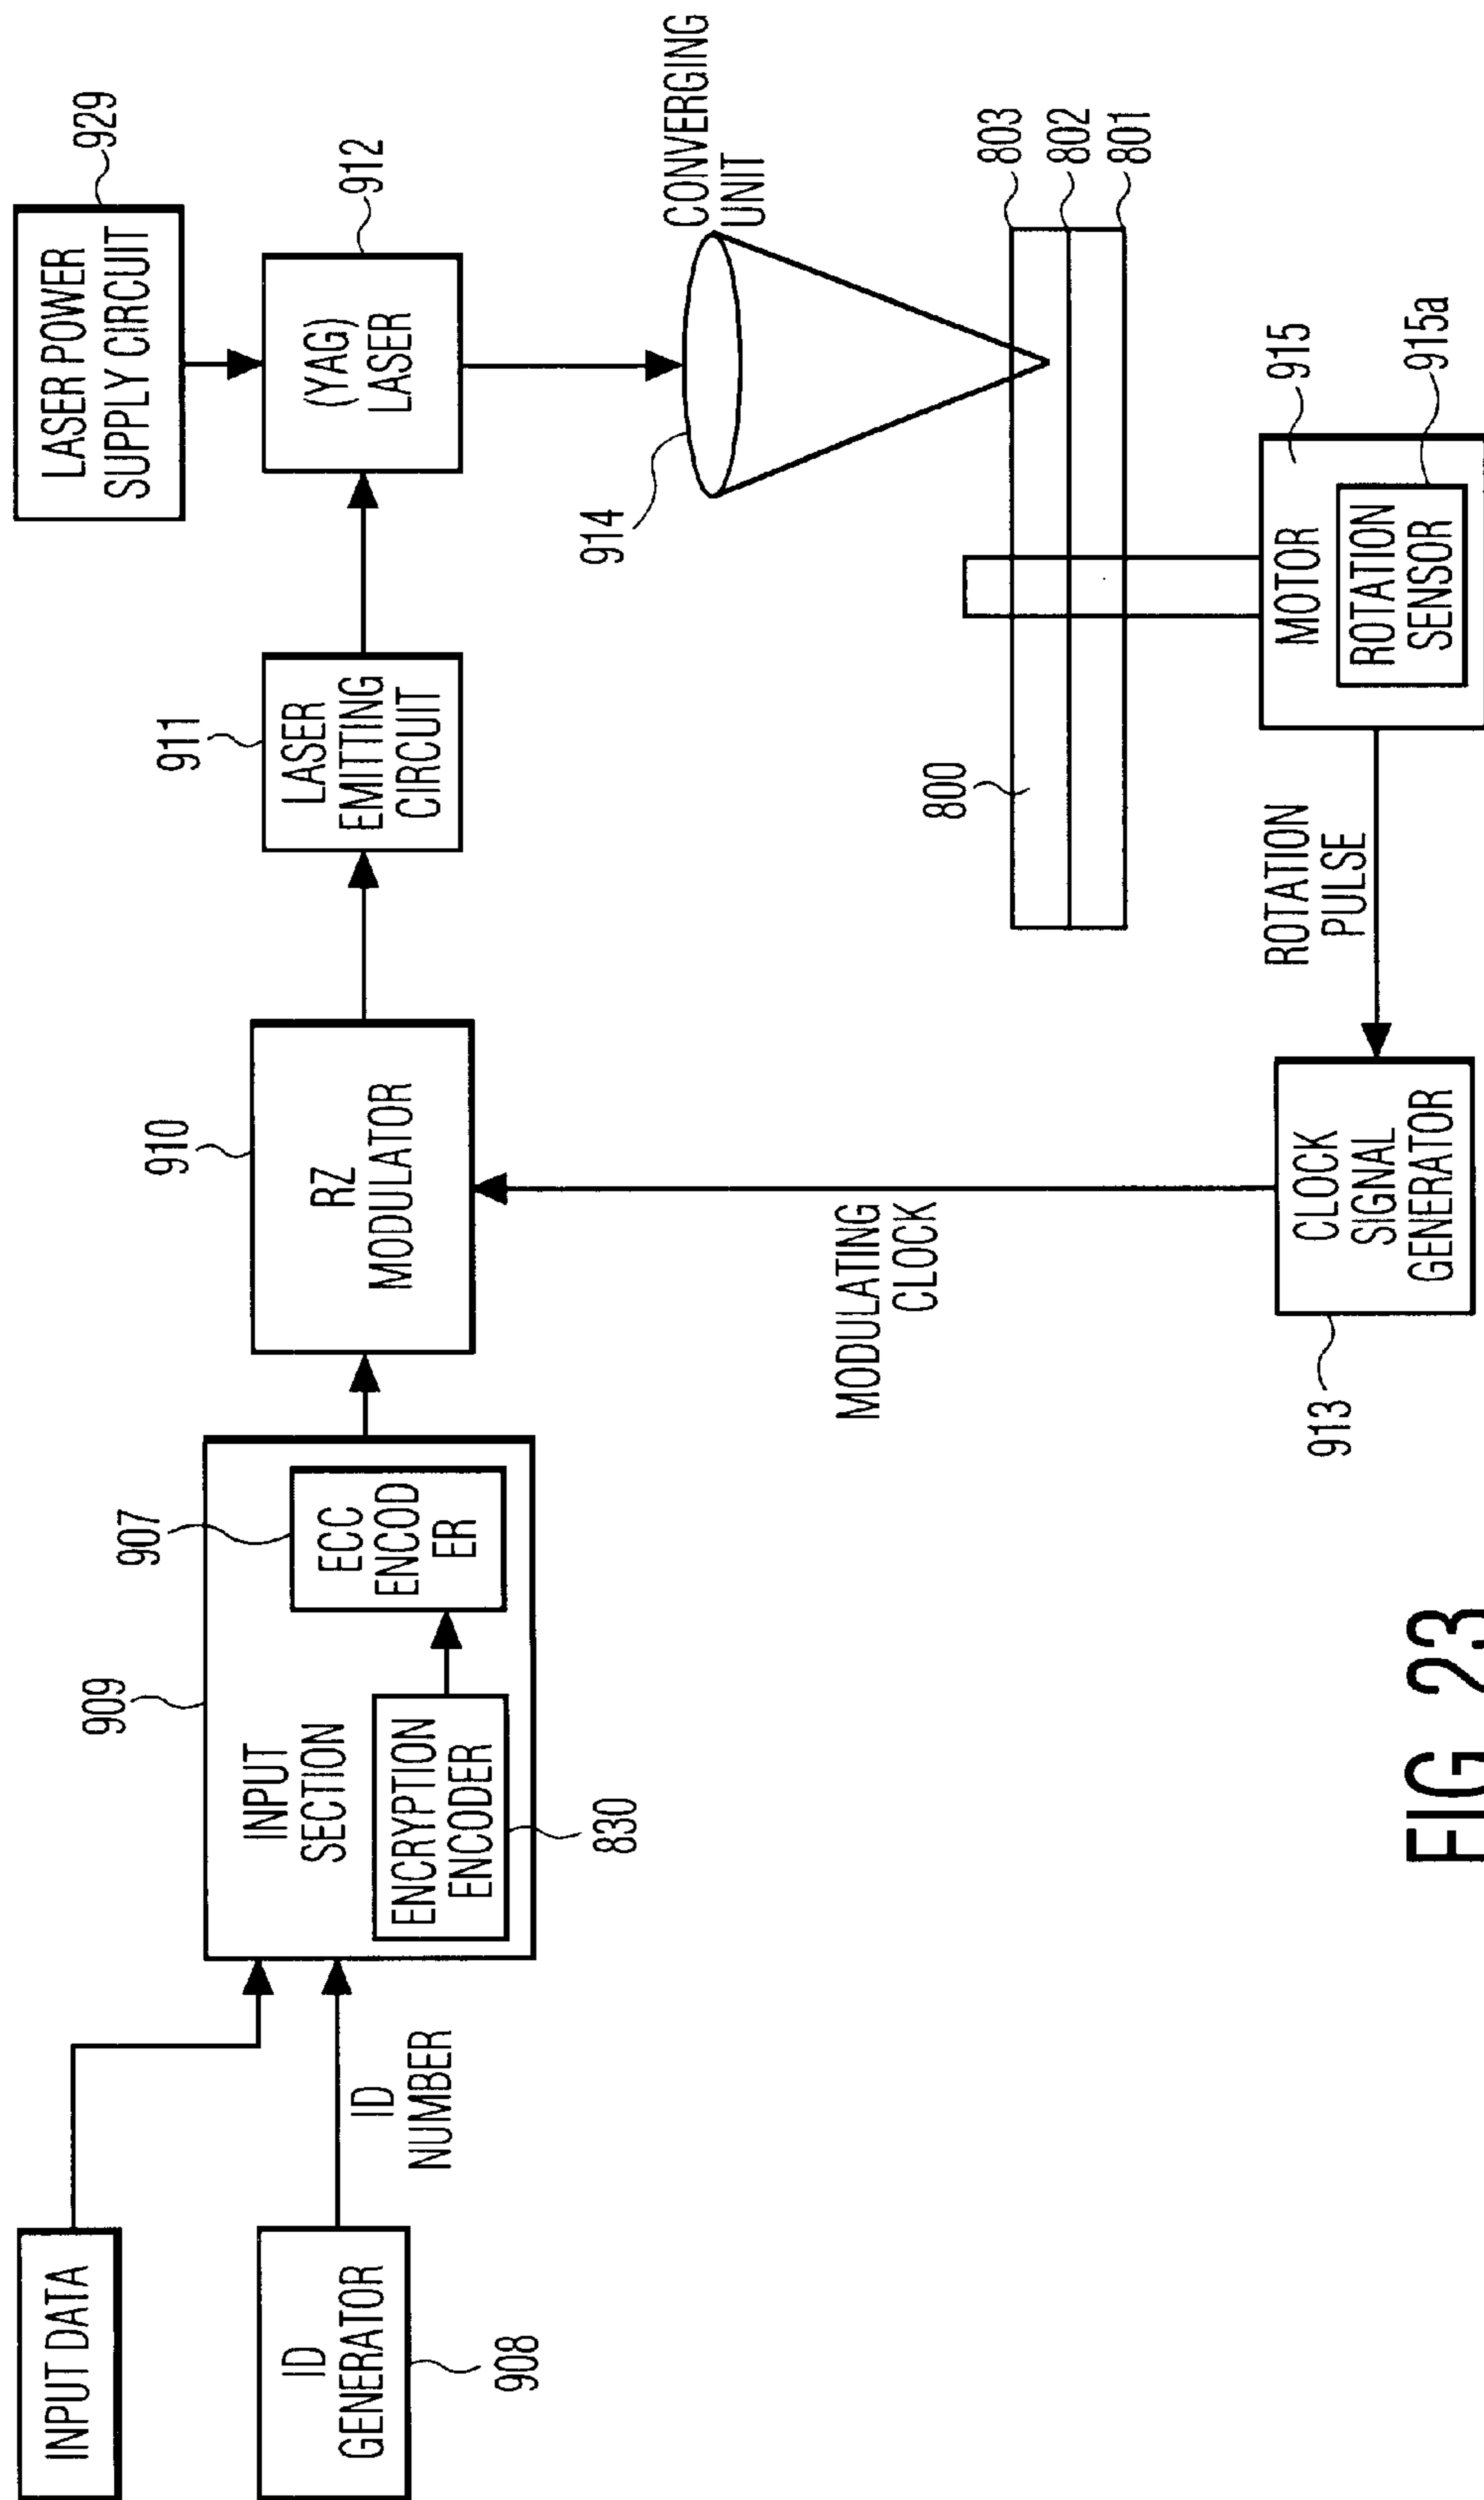 INPUT DATA
ID
GENERATOR
908
ID
NUMBER
909
INPUT
SECTION
ENCRYPTION
ENCODER
830
907
ECC
ENCOD
ER
910
RZ
MODULATOR
MODULATING
CLOCK
911
LASER
EMITTING
CIRCUIT
LASER POWER
SUPPLY CIRCUIT
929
(YAG)
LASER
912
914
CONVERGING
UNIT
800
803
802
801
MOTOR
915
ROTATION
SENSOR
915a
ROTATION
PULSE
CLOCK
SIGNAL
GENERATOR
913
FIG. 23